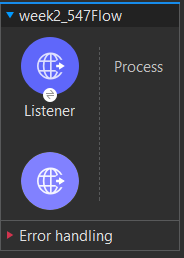 week2_547Flow
Process
Listener
Error handling